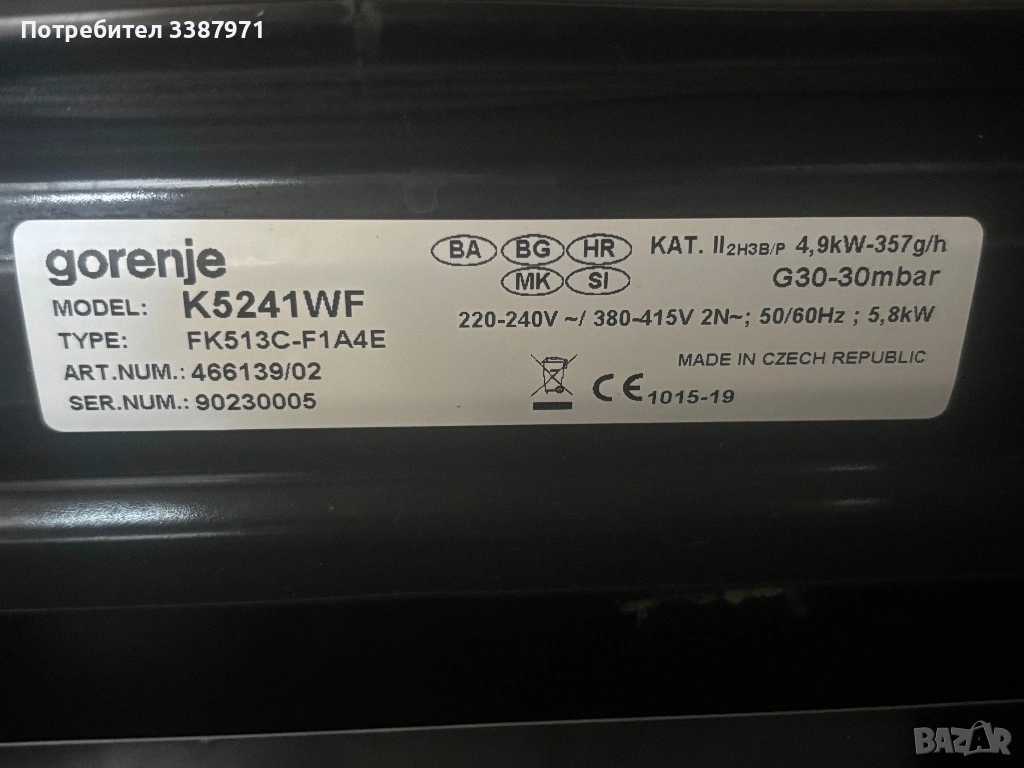 Потребител 3387971
gorenje
MODEL: K5241WF
TYPE: FK513C-F1A4E
ART.NUM.: 466139/02
SER.NUM.: 90230005
BA BG HR
MK SI
KAT. II2H3B/P 4,9kW-357g/h
G30-30mbar
220-240V ~/ 380-415V 2N~; 50/60Hz ; 5,8kW
MADE IN CZECH REPUBLIC
CE 1015-19
BAZAR